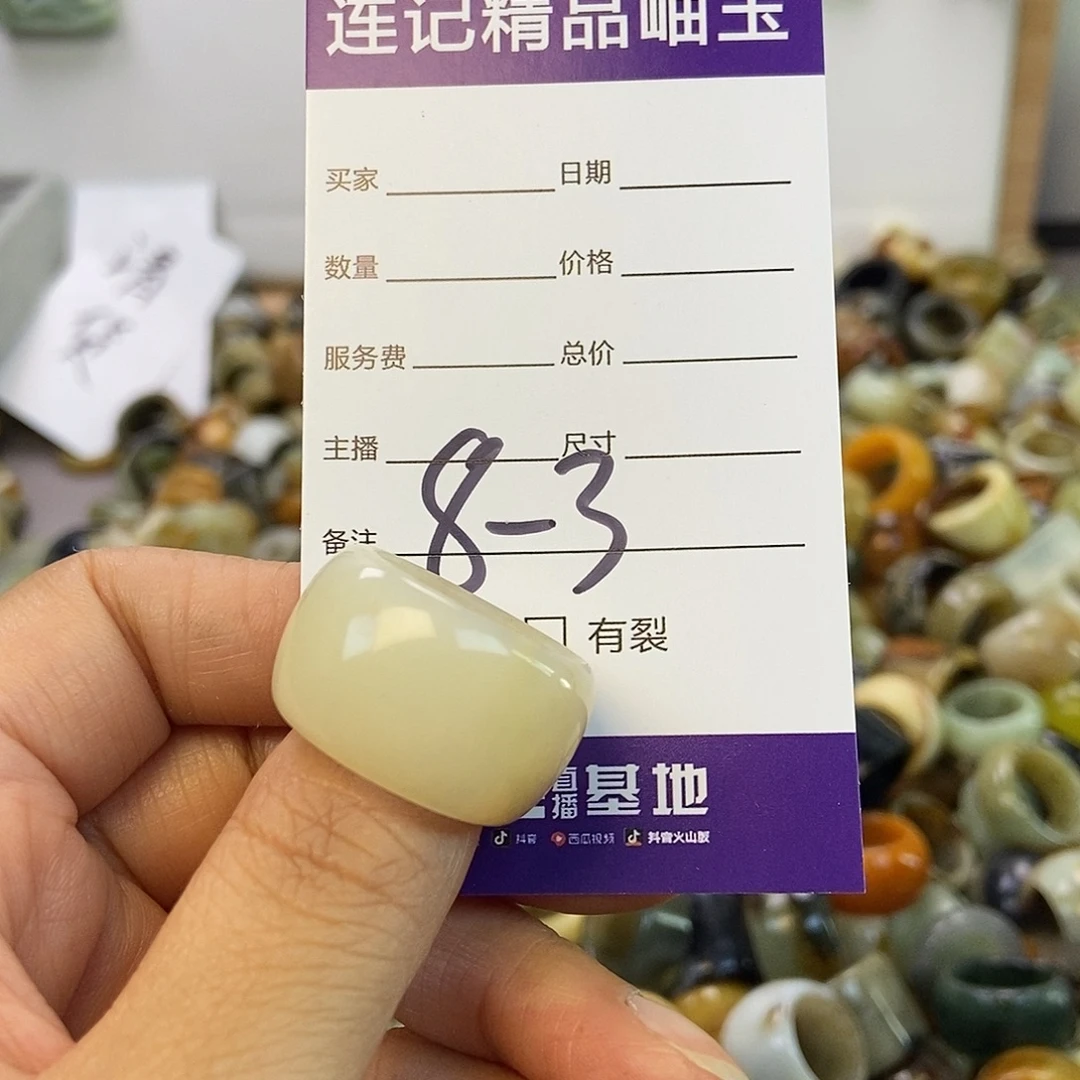 连记精品岫玉
买家 日期
数量 价格
服务费 总价
主播 尺寸
备注
8-3
有裂
直播基地
抖音 西瓜视频 抖音火山版